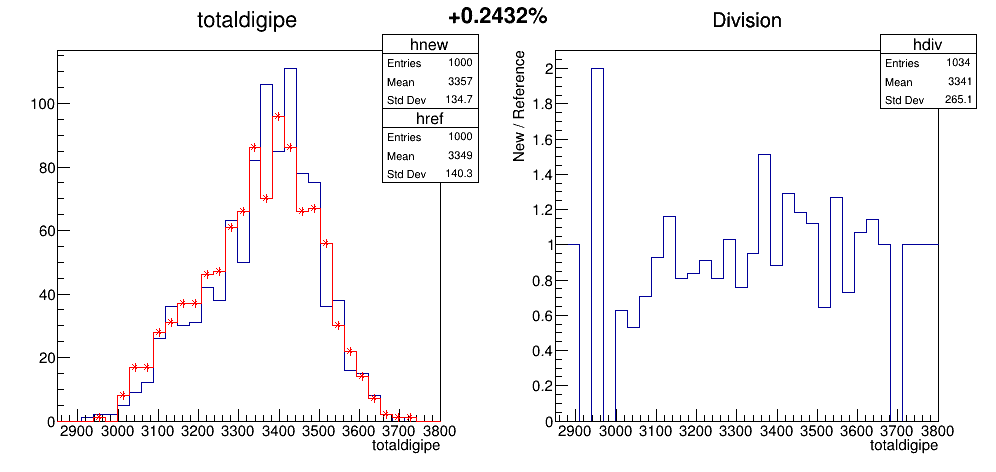 totaldigipe
+0.2432%
Division
hnew
Entries 1000
Mean 3357
Std Dev 134.7
href
Entries 1000
Mean 3349
Std Dev 140.3
100
80
60
40
20
0
2900 3000 3100 3200 3300 3400 3500 3600 3700 3800
totaldigipe
hdiv
Entries 1034
Mean 3341
Std Dev 265.1
New / Reference
2
1.8
1.6
1.4
1.2
1
0.8
0.6
0.4
0.2
0
2900 3000 3100 3200 3300 3400 3500 3600 3700 3800
totaldigipe